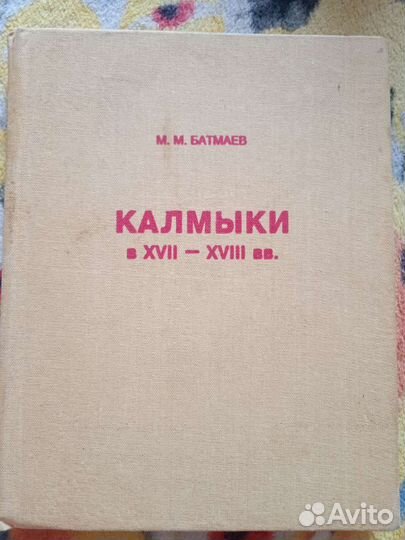 М. М. БАТМАЕВ
КАЛМЫКИ
в XVII — XVIII вв.
Avito